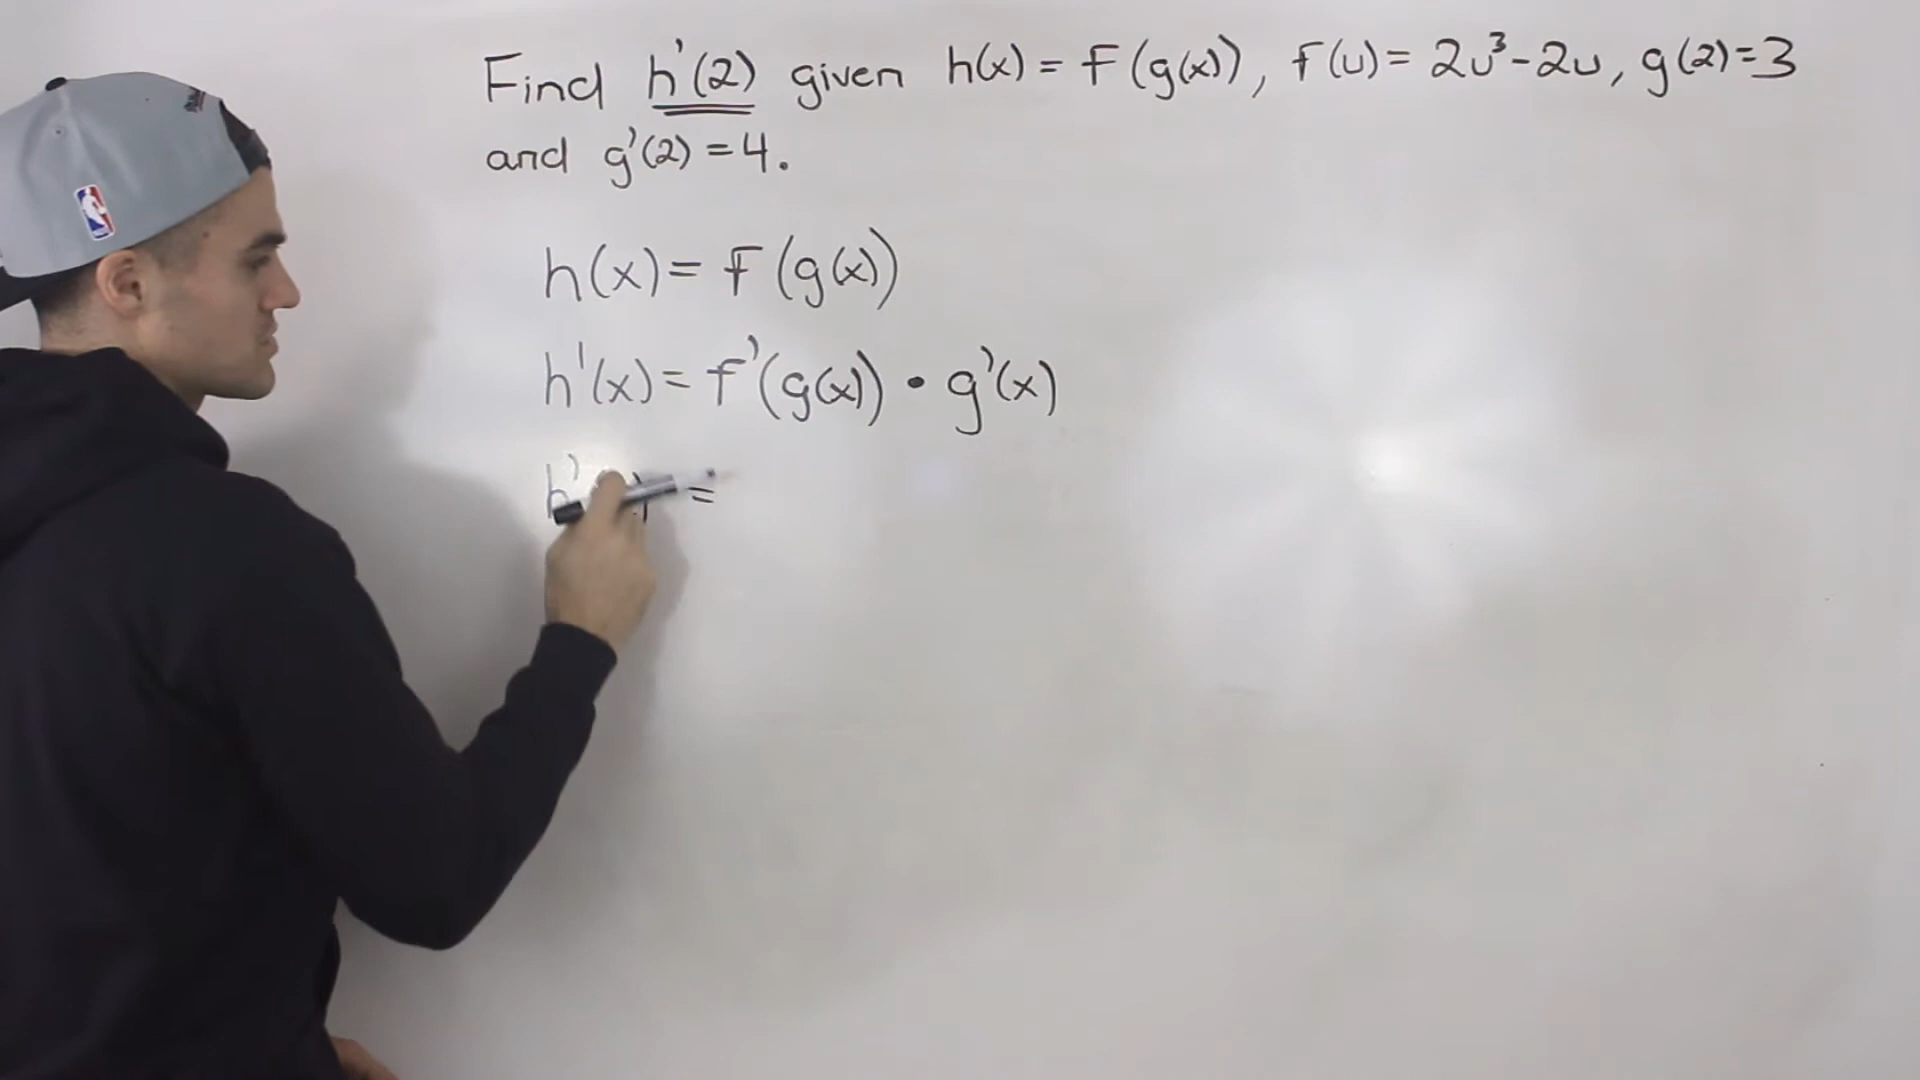 Find h'(2) given h(x) = f(g(x)), f(u) = 2u³-2u, g(2)=3
and g'(2) = 4.
h(x) = f(g(x))
h'(x) = f'(g(x)) • g'(x)
h' =